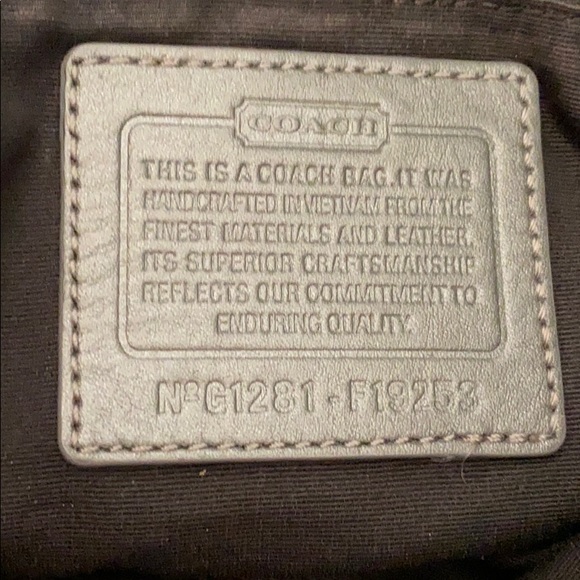 COACH
THIS IS A COACH BAG. IT WAS
HANDCRAFTED IN VIETNAM FROM THE
FINEST MATERIALS AND LEATHER.
ITS SUPERIOR CRAFTSMANSHIP
REFLECTS OUR COMMITMENT TO
ENDURING QUALITY.
Nº G1281 - F19253